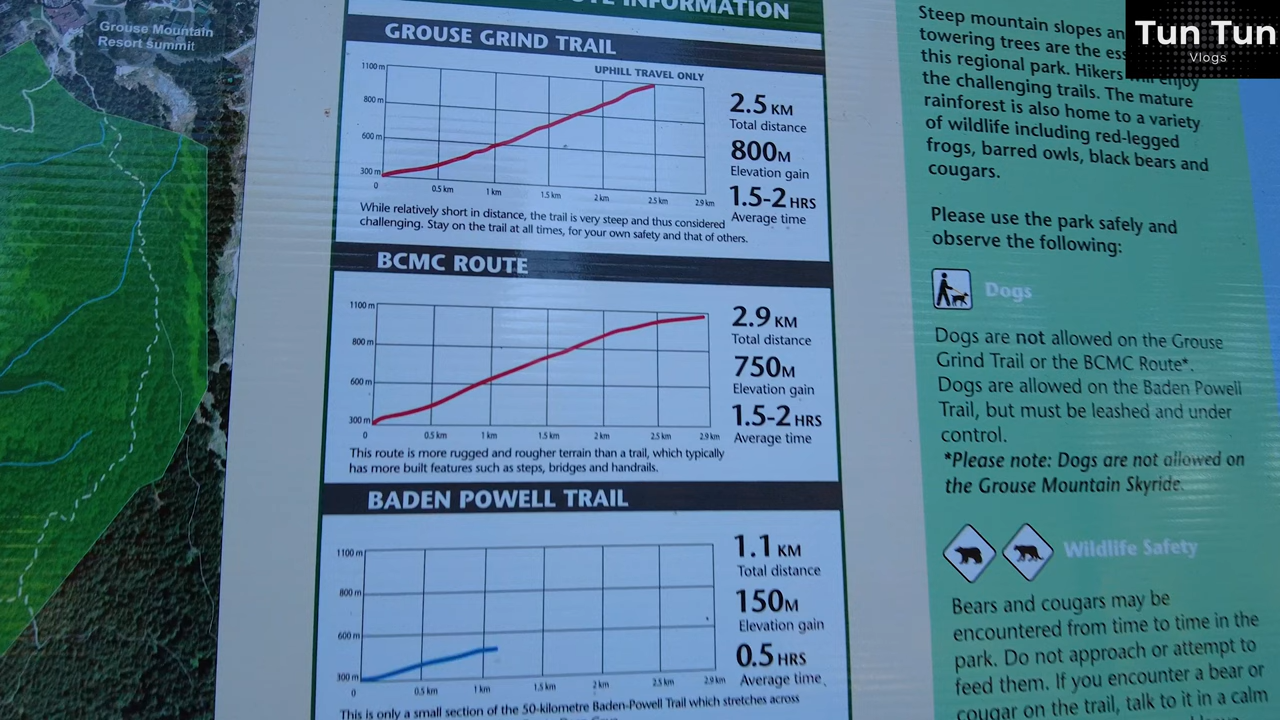 Grouse Mountain
Resort summit
INFORMATION
GROUSE GRIND TRAIL
UPHILL TRAVEL ONLY
1100 m
800 m
600 m
300 m
0
0.5 km
1 km
1.5 km
2 km
2.5 km
2.9 km
2.5 KM
Total distance
800M
Elevation gain
1.5-2 HRS
Average time
While relatively short in distance, the trail is very steep and thus considered
challenging. Stay on the trail at all times, for your own safety and that of others.
BCMC ROUTE
1100 m
800 m
600 m
300 m
0
0.5 km
1 km
1.5 km
2 km
2.5 km
2.9 km
2.9 KM
Total distance
750M
Elevation gain
1.5-2 HRS
Average time
This route is more rugged and rougher terrain than a trail, which typically
has more built features such as steps, bridges and handrails.
BADEN POWELL TRAIL
1100 m
800 m
600 m
300 m
0
0.5 km
1 km
1.5 km
2 km
2.5 km
2.9 km
1.1 KM
Total distance
150M
Elevation gain
0.5 HRS
Average time
This is only a small section of the 50-kilometre Baden-Powell Trail which stretches across
Steep mountain slopes
towering trees are the
this regional park. Hikers enjoy
the challenging trails. The mature
rainforest is also home to a variety
of wildlife including red-legged
frogs, barred owls, black bears and
cougars.
Please use the park safely and
observe the following:
Dogs
Dogs are not allowed on the Grouse
Grind Trail or the BCMC Route*.
Dogs are allowed on the Baden Powell
Trail, but must be leashed and under
control.
*Please note: Dogs are not allowed on
the Grouse Mountain Skyride.
Wildlife Safety
Bears and cougars may be
encountered from time to time in the
park. Do not approach or attempt to
feed them. If you encounter a bear or
cougar on the trail, talk to it in a calm
Tun Tun
Vlogs